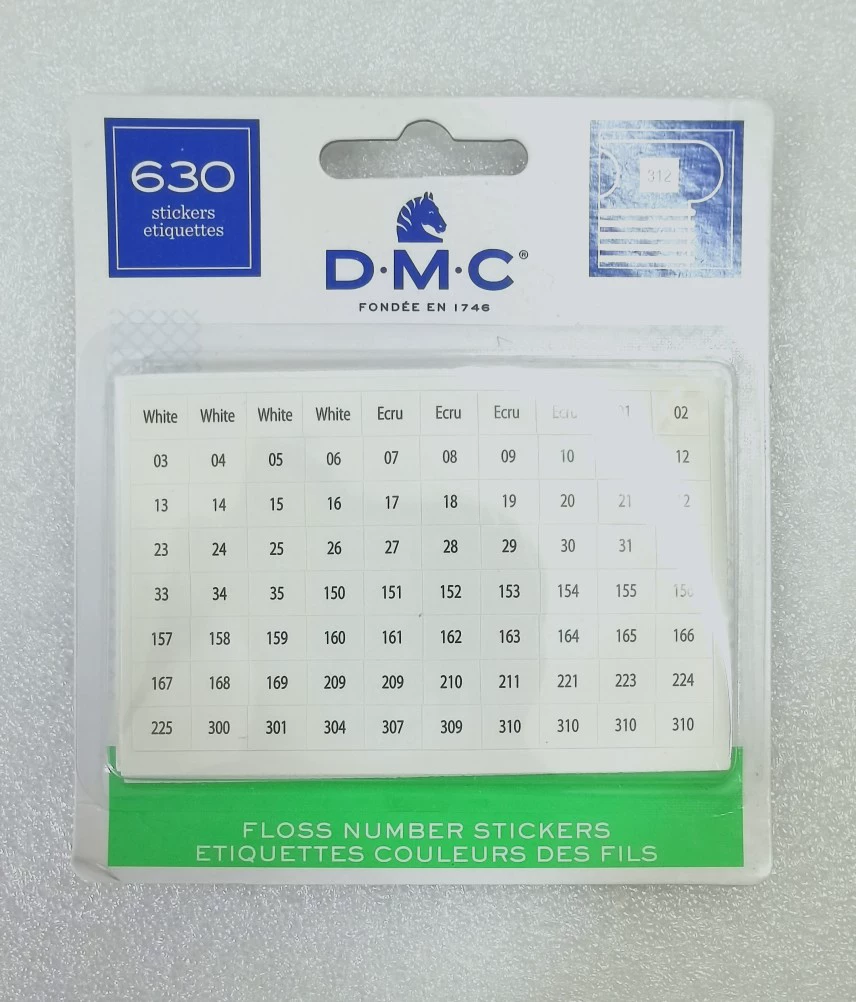 630
stickers
etiquettes
312
D·M·C®
FONDÉE EN 1746
White White White White Ecru Ecru Ecru Ecru 02
03 04 05 06 07 08 09 10 12
13 14 15 16 17 18 19 20 21
23 24 25 26 27 28 29 30 31
33 34 35 150 151 152 153 154 155
157 158 159 160 161 162 163 164 165 166
167 168 169 209 209 210 211 221 223 224
225 300 301 304 307 309 310 310 310 310
FLOSS NUMBER STICKERS
ETIQUETTES COULEURS DES FILS